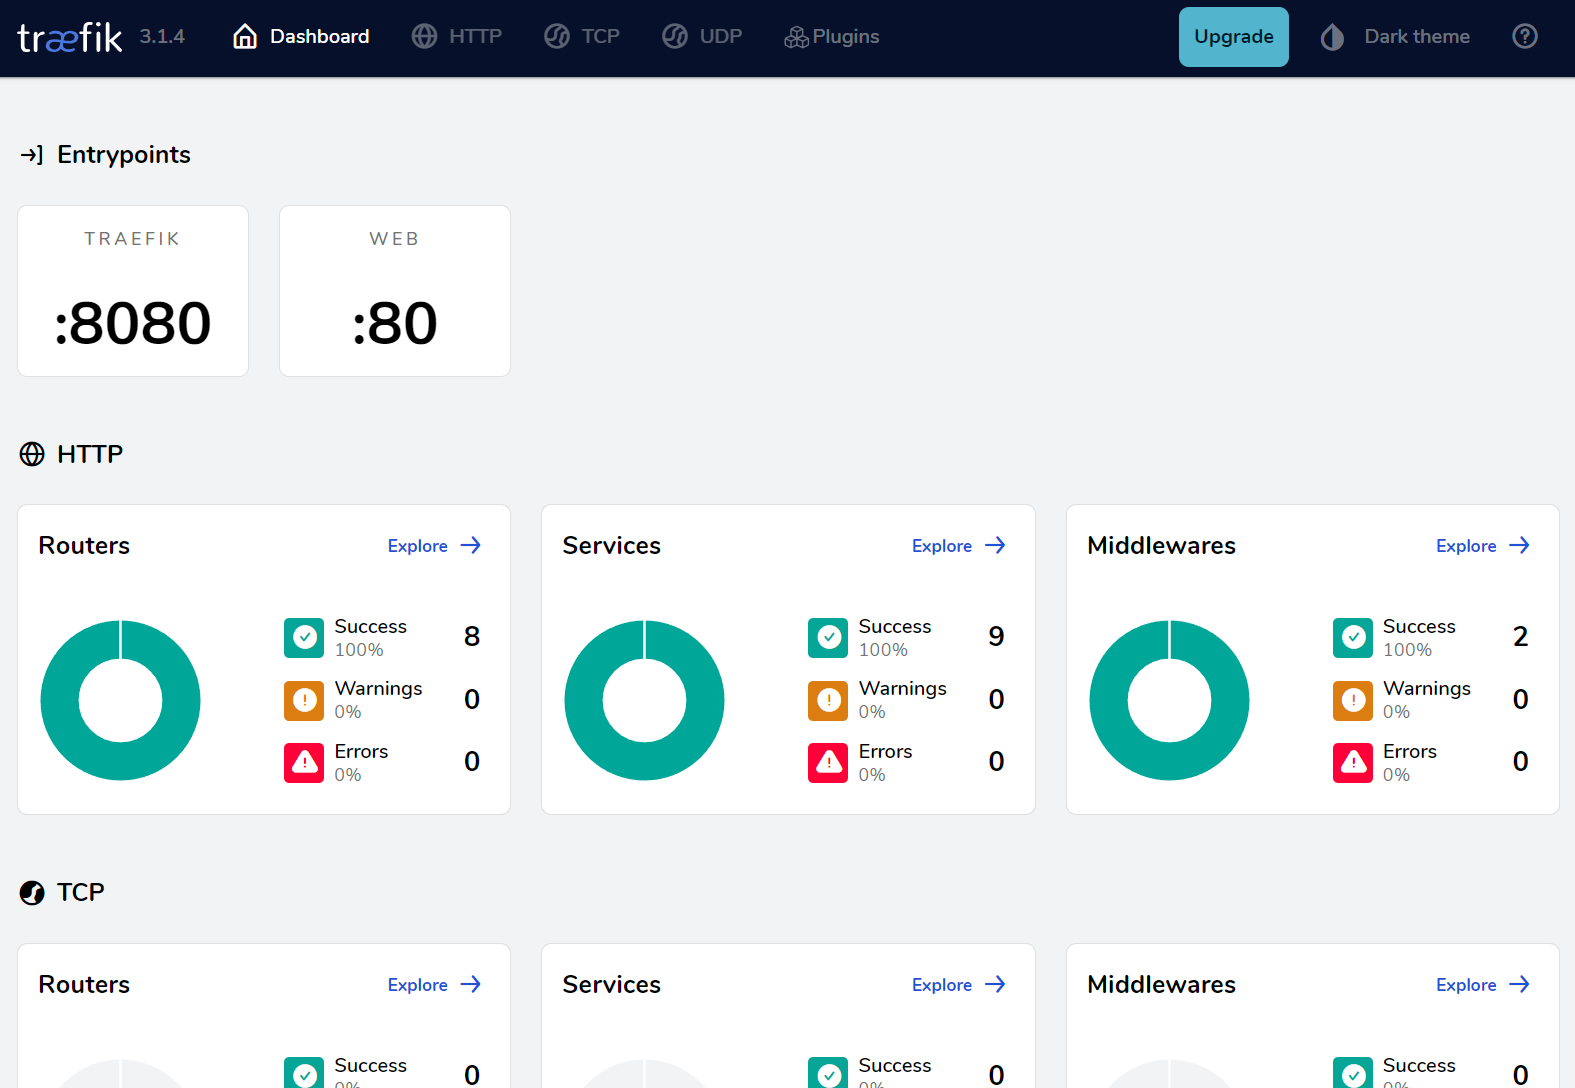 træfik 3.1.4 Dashboard HTTP TCP UDP Plugins Upgrade Dark theme
Entrypoints
TRAEFIK
:8080
WEB
:80
HTTP
Routers Explore
Success 8
100%
Warnings 0
0%
Errors 0
0%
Services Explore
Success 9
100%
Warnings 0
0%
Errors 0
0%
Middlewares Explore
Success 2
100%
Warnings 0
0%
Errors 0
0%
TCP
Routers Explore
Success 0
0%
Services Explore
Success 0
0%
Middlewares Explore
Success 0
0%